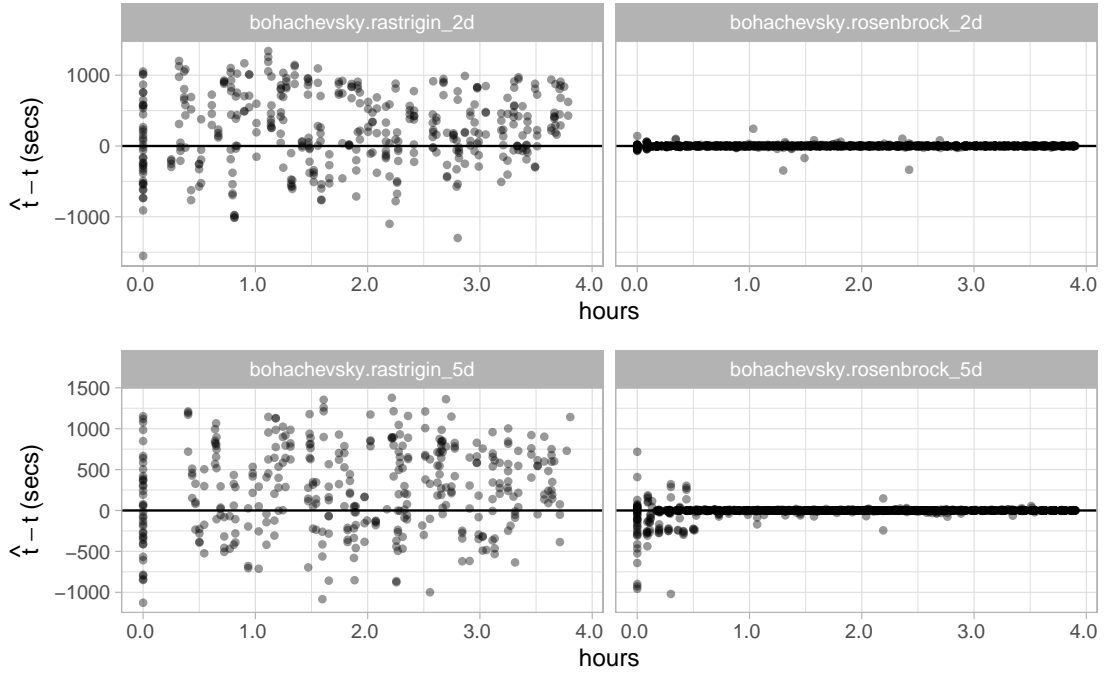 bohachevsky.rastrigin_2d bohachevsky.rosenbrock_2d
1000
0
−1000
t̂ − t (secs)
0.0 1.0 2.0 3.0 4.0 0.0 1.0 2.0 3.0 4.0
hours
bohachevsky.rastrigin_5d bohachevsky.rosenbrock_5d
1500
1000
500
0
−500
−1000
t̂ − t (secs)
0.0 1.0 2.0 3.0 4.0 0.0 1.0 2.0 3.0 4.0
hours